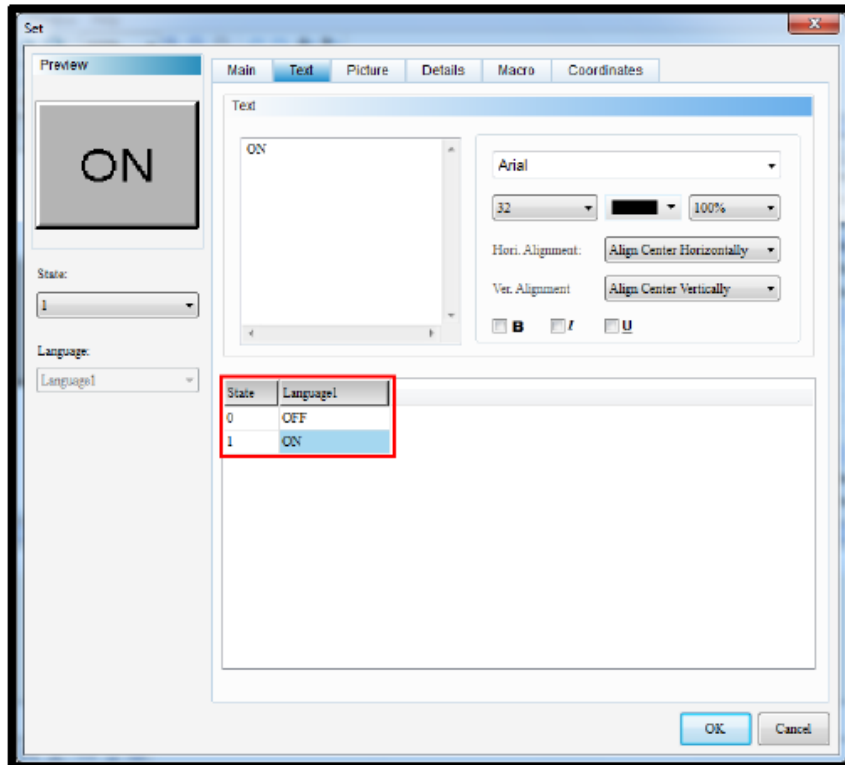 Set
Preview
ON
State:
1
Language:
Language1
Main Text Picture Details Macro Coordinates
Text
ON
Arial
32 100%
Hori. Alignment: Align Center Horizontally
Ver. Alignment Align Center Vertically
B I U
State Language1
0 OFF
1 ON
OK Cancel